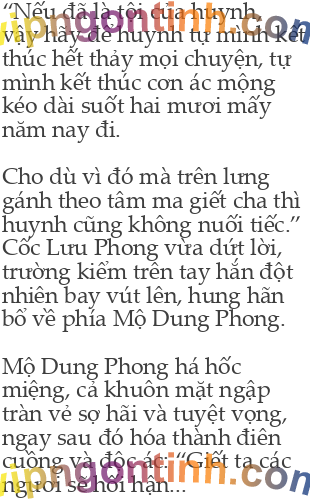 “Nếu đã là tội của huynh,
vậy hãy để huynh tự mình kết
thúc hết thảy mọi chuyện, tự
mình kết thúc cơn ác mộng
kéo dài suốt hai mươi mấy
năm nay đi.
Cho dù vì đó mà trên lưng
gánh theo tâm ma giết cha thì
huynh cũng không nuối tiếc.”
Cốc Lưu Phong vừa dứt lời,
trường kiếm trên tay hắn đột
nhiên bay vút lên, hung hãn
bổ về phía Mộ Dung Phong.
Mộ Dung Phong há hốc
miệng, cả khuôn mặt ngập
tràn vẻ sợ hãi và tuyệt vọng,
ngay sau đó hóa thành điên
cuồng và độc ác. “Giết ta các
người sẽ hối hận...
vipngontinh.com
vipngontinh.com